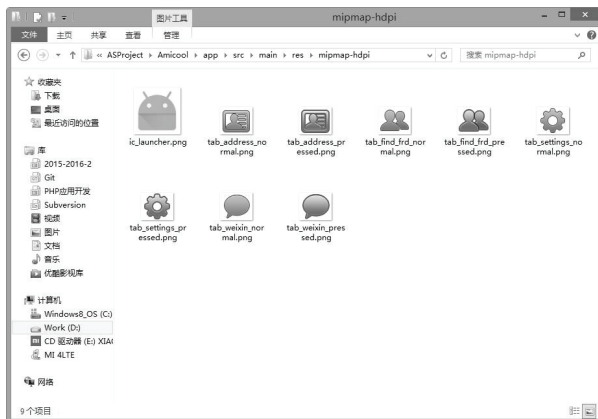 图片工具
mipmap-hdpi
文件 主页 共享 查看 管理
« ASProject ▸ Amicool ▸ app ▸ src ▸ main ▸ res ▸ mipmap-hdpi
搜索 mipmap-hdpi
收藏夹
下载
桌面
最近访问的位置
库
2015-2016-2
Git
PHP应用开发
Subversion
视频
图片
文档
音乐
优酷影视库
计算机
Windows8_OS (C:)
Work (D:)
CD 驱动器 (E:) XIAO
MI 4LTE
网络
ic_launcher.png
tab_address_no
rmal.png
tab_address_pr
essed.png
tab_find_frd_nor
mal.png
tab_find_frd_pre
ssed.png
tab_settings_no
rmal.png
tab_settings_pr
essed.png
tab_weixin_nor
mal.png
tab_weixin_pres
sed.png
9 个项目